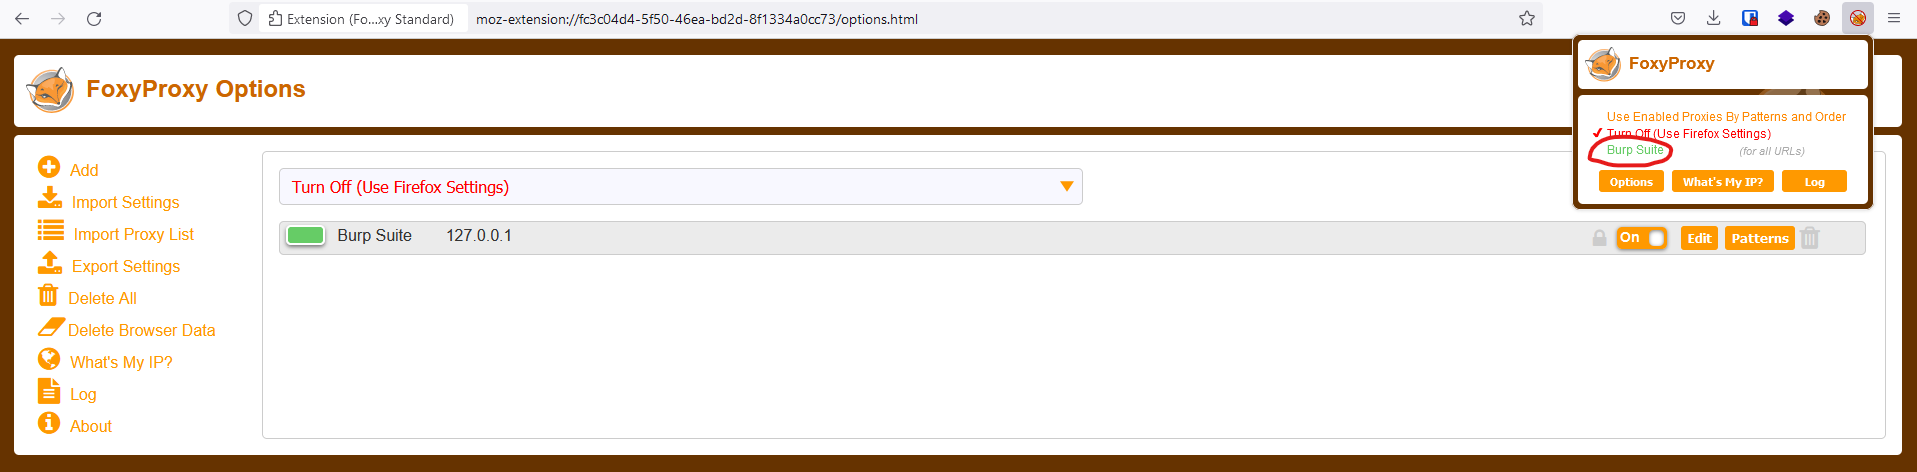 Extension (Fo...xy Standard)
moz-extension://fc3c04d4-5f50-46ea-bd2d-8f1334a0cc73/options.html
FoxyProxy Options
Add
Import Settings
Import Proxy List
Export Settings
Delete All
Delete Browser Data
What's My IP?
Log
About
Turn Off (Use Firefox Settings)
Burp Suite 127.0.0.1 On Edit Patterns
FoxyProxy
Use Enabled Proxies By Patterns and Order
Turn Off (Use Firefox Settings)
Burp Suite (for all URLs)
Options What's My IP? Log